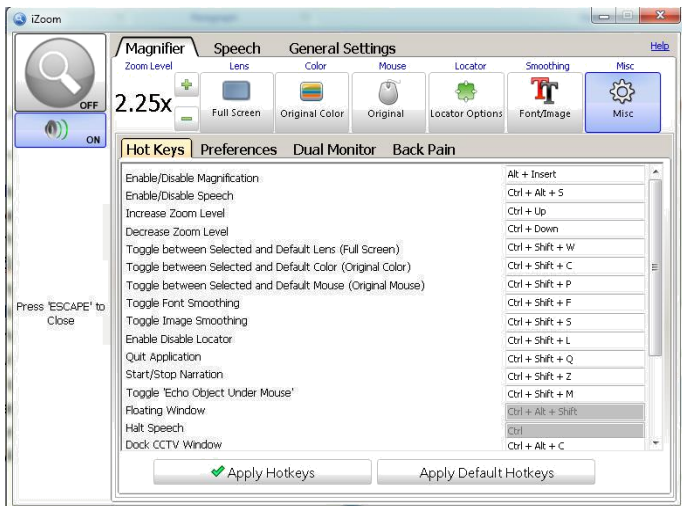 iZoom
Magnifier Speech General Settings Help
Zoom Level Lens Color Mouse Locator Smoothing Misc
2.25x Full Screen Original Color Original Locator Options Font/Image Misc
OFF
ON
Hot Keys Preferences Dual Monitor Back Pain
Enable/Disable Magnification Alt + Insert
Enable/Disable Speech Ctrl + Alt + S
Increase Zoom Level Ctrl + Up
Decrease Zoom Level Ctrl + Down
Toggle between Selected and Default Lens (Full Screen) Ctrl + Shift + W
Toggle between Selected and Default Color (Original Color) Ctrl + Shift + C
Toggle between Selected and Default Mouse (Original Mouse) Ctrl + Shift + P
Toggle Font Smoothing Ctrl + Shift + F
Toggle Image Smoothing Ctrl + Shift + S
Enable Disable Locator Ctrl + Shift + L
Quit Application Ctrl + Shift + Q
Start/Stop Narration Ctrl + Shift + Z
Toggle 'Echo Object Under Mouse' Ctrl + Shift + M
Floating Window Ctrl + Alt + Shift
Halt Speech Ctrl
Dock CCTV Window Ctrl + Alt + C
Press 'ESCAPE' to
Close
Apply Hotkeys Apply Default Hotkeys